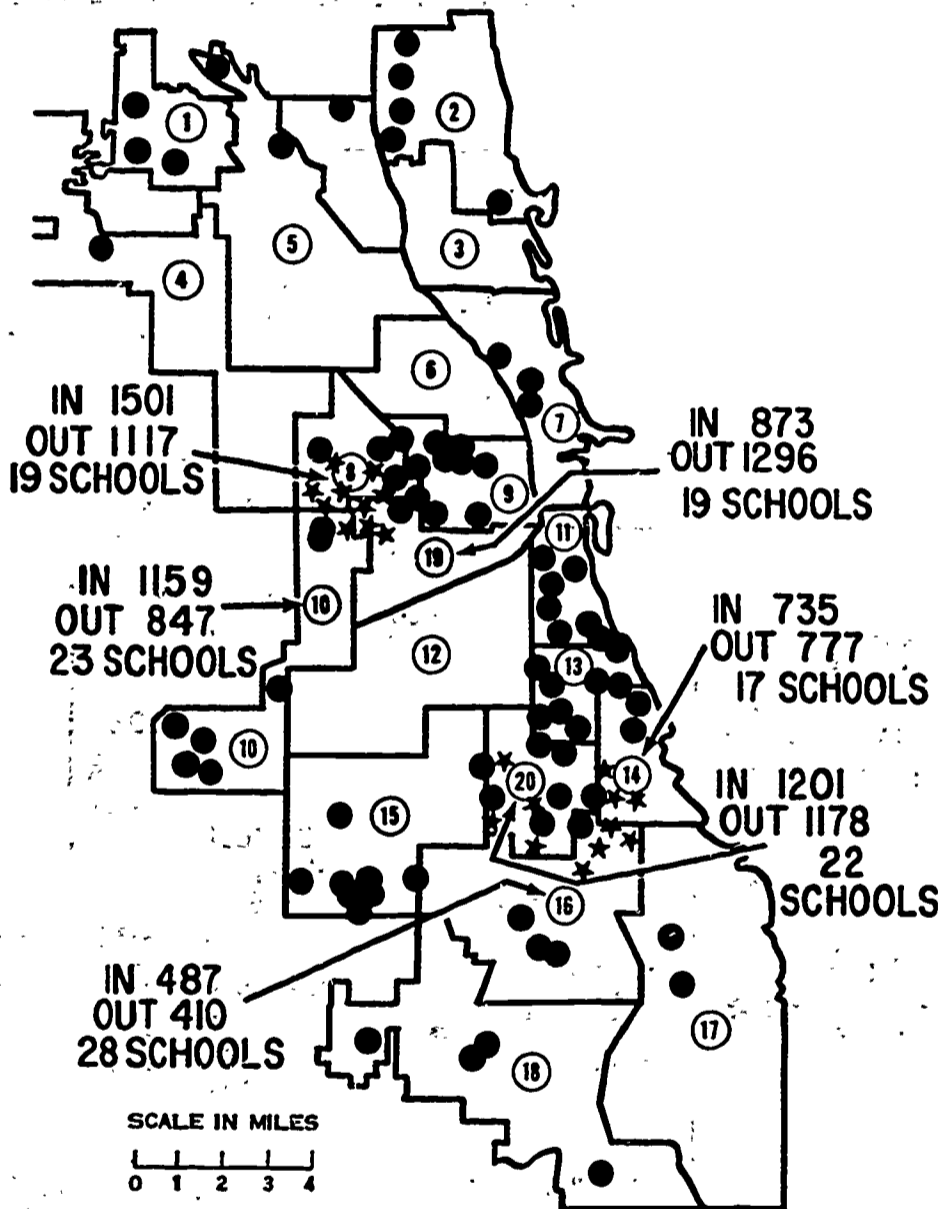 1
2
3
5
4
6
7
IN 1501
OUT 1117
19 SCHOOLS
8
9
IN 873
OUT 1296
19 SCHOOLS
11
19
IN 1159
OUT 847
23 SCHOOLS
10
12
13
IN 735
OUT 777
17 SCHOOLS
10
20
14
15
IN 1201
OUT 1178
22
SCHOOLS
16
IN 487
OUT 410
28 SCHOOLS
17
18
SCALE IN MILES
0 1 2 3 4